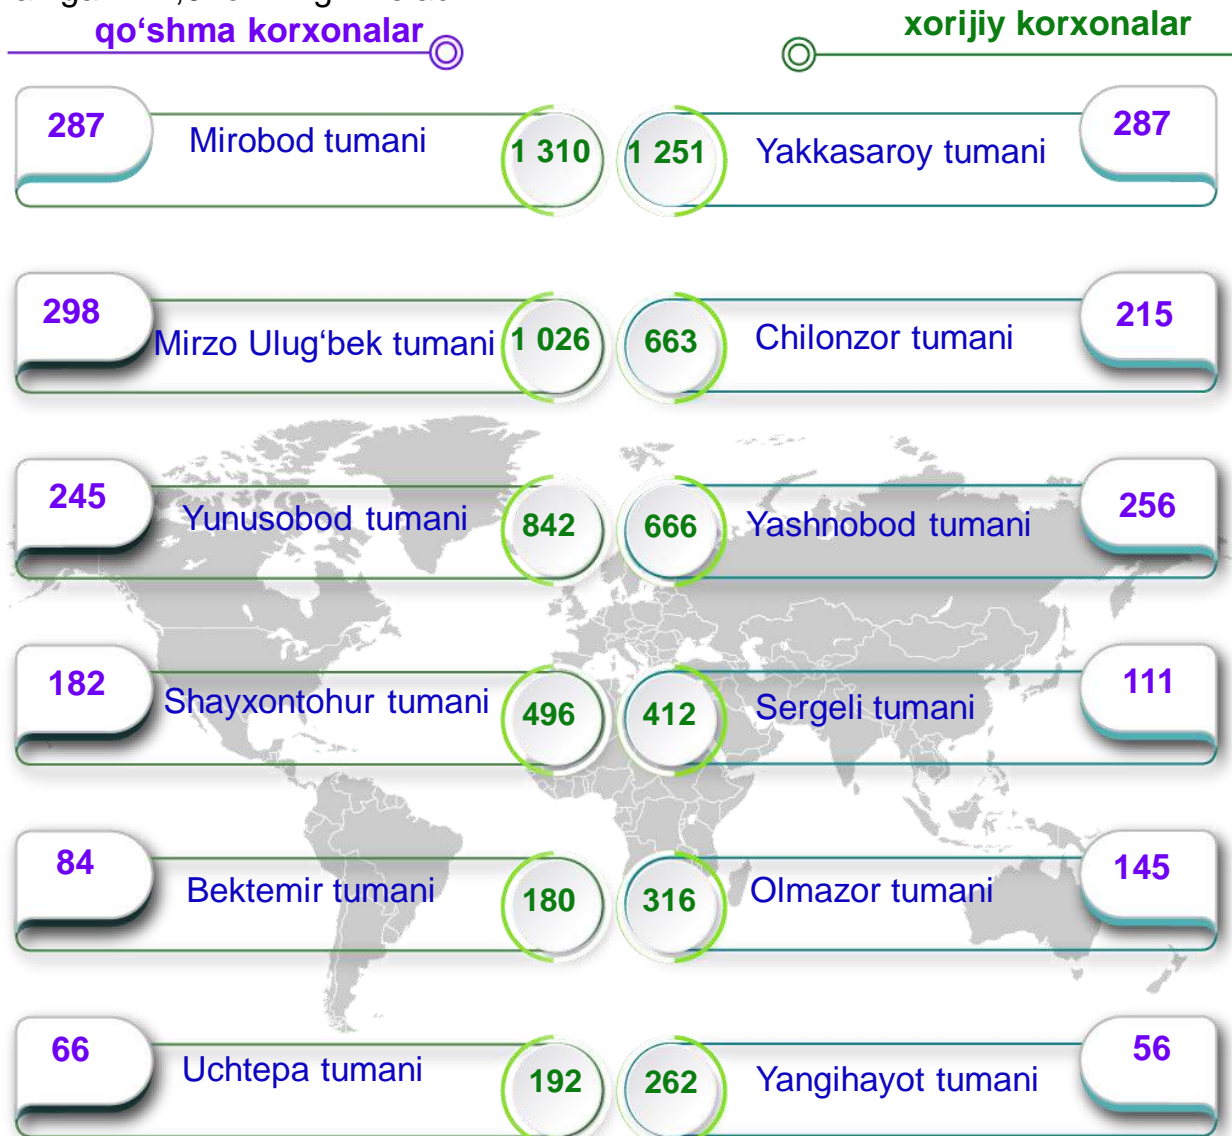 qo‘shma korxonalar
xorijiy korxonalar
287 Mirobod tumani 1 310
1 251 Yakkasaroy tumani 287
298 Mirzo Ulug‘bek tumani 1 026
663 Chilonzor tumani 215
245 Yunusobod tumani 842
666 Yashnobod tumani 256
182 Shayxontohur tumani 496
412 Sergeli tumani 111
84 Bektemir tumani 180
316 Olmazor tumani 145
66 Uchtepa tumani 192
262 Yangihayot tumani 56